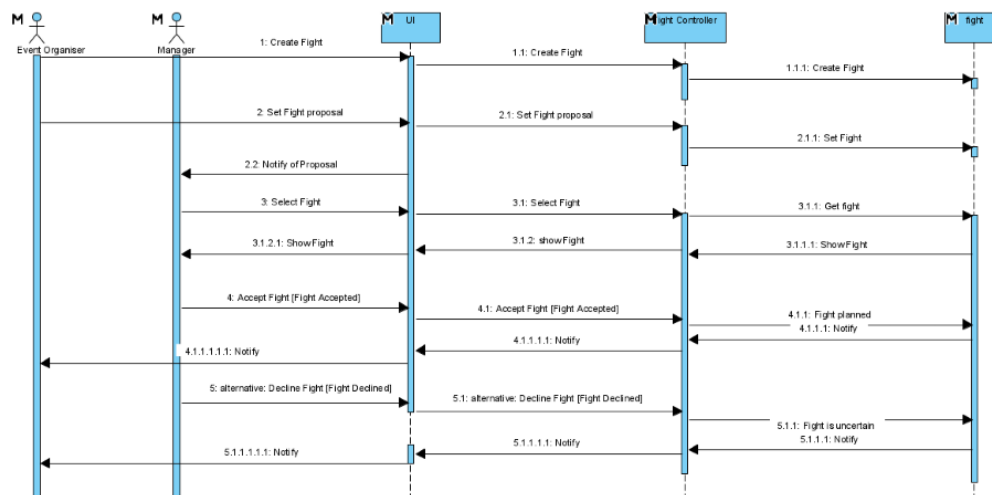 M M M UI M ight Controller M fight
Event Organiser Manager
1: Create Fight
1.1: Create Fight
1.1.1: Create Fight
2: Set Fight proposal
2.1: Set Fight proposal
2.1.1: Set Fight
2.2: Notify of Proposal
3: Select Fight
3.1: Select Fight
3.1.1: Get fight
3.1.2.1: ShowFight
3.1.2: showFight
3.1.1.1: ShowFight
4: Accept Fight [Fight Accepted]
4.1: Accept Fight [Fight Accepted]
4.1.1: Fight planned
4.1.1.1: Notify
4.1.1.1.1: Notify
4.1.1.1.1.1: Notify
5: alternative: Decline Fight [Fight Declined]
5.1: alternative: Decline Fight [Fight Declined]
5.1.1: Fight is uncertain
5.1.1.1: Notify
5.1.1.1.1: Notify
5.1.1.1.1.1: Notify